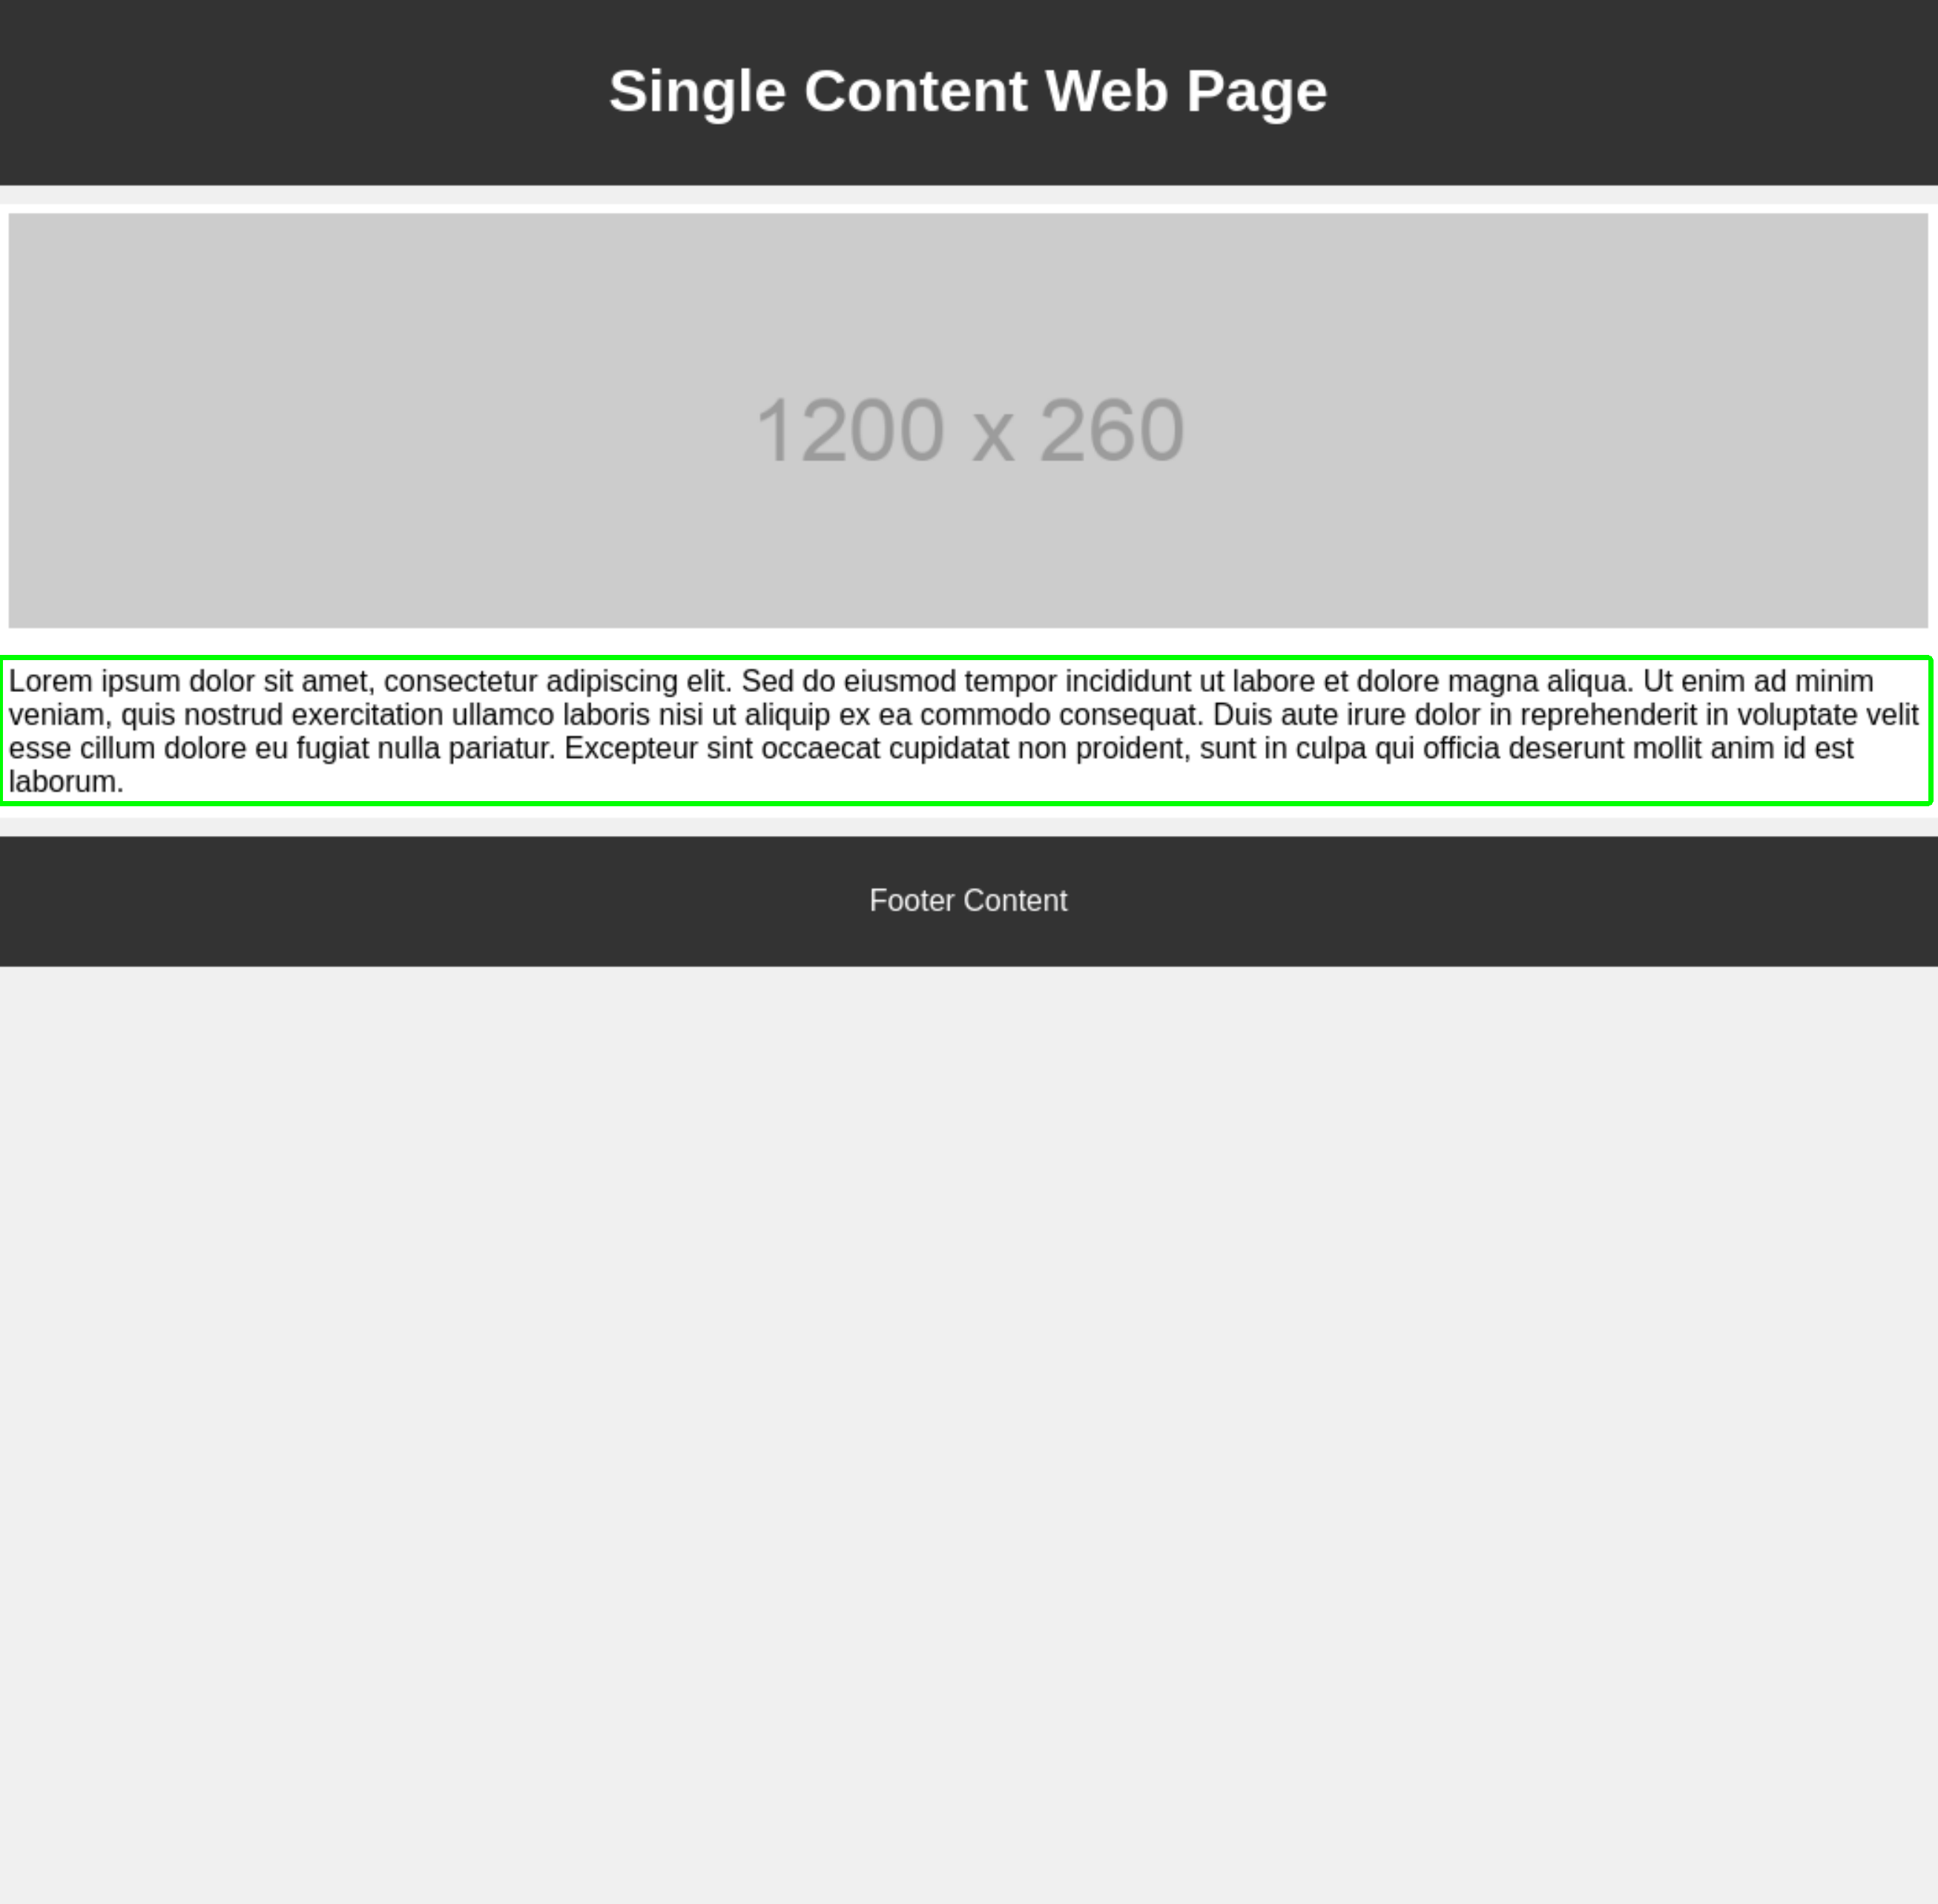 Single Content Web Page
1200 x 260
Lorem ipsum dolor sit amet, consectetur adipiscing elit. Sed do eiusmod tempor incididunt ut labore et dolore magna aliqua. Ut enim ad minim
veniam, quis nostrud exercitation ullamco laboris nisi ut aliquip ex ea commodo consequat. Duis aute irure dolor in reprehenderit in voluptate velit
esse cillum dolore eu fugiat nulla pariatur. Excepteur sint occaecat cupidatat non proident, sunt in culpa qui officia deserunt mollit anim id est
laborum.
Footer Content